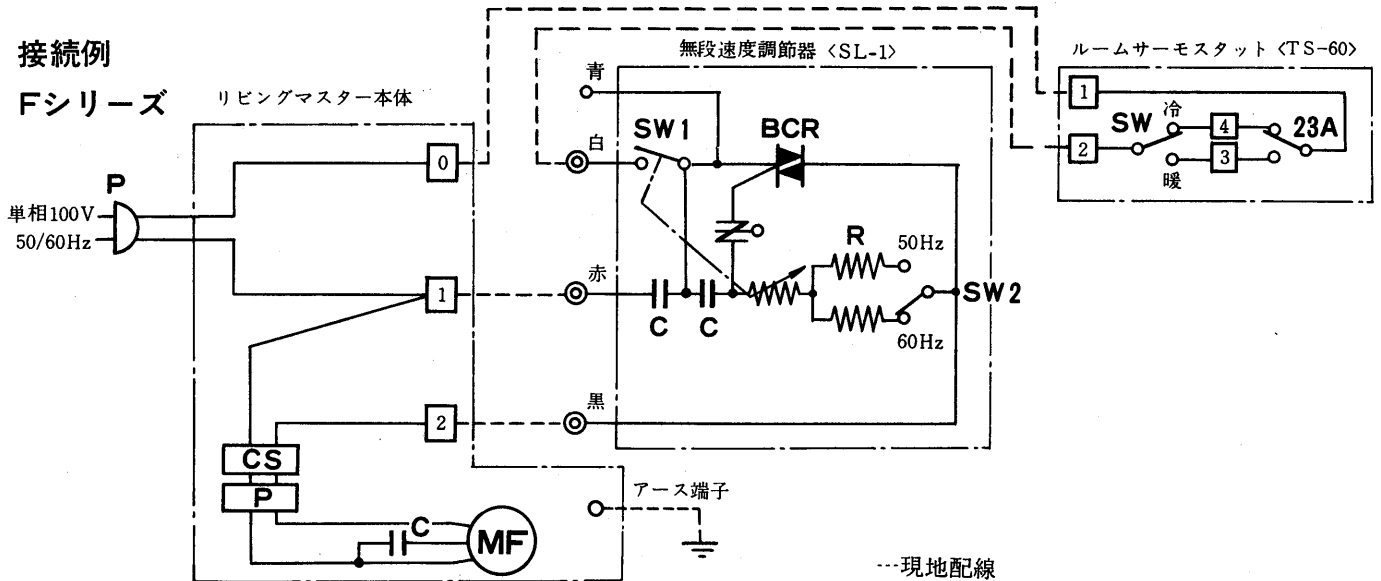 接続例
Fシリーズ
リビングマスター本体
無段速度調節器〈SL-1〉
ルームサーモスタット〈TS-60〉
P
単相100V
50/60Hz
0
1
2
青
白
赤
黒
SW1
BCR
C
C
R
50Hz
60Hz
SW2
1
2
SW
冷
暖
4
3
23A
CS
P
C
MF
アース端子
---現地配線